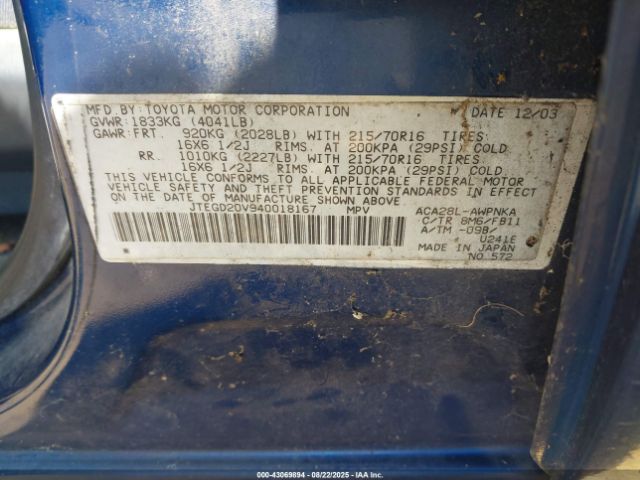 MFD. BY: TOYOTA MOTOR CORPORATION DATE 12/03
GVWR: 1833KG (4041LB)
GAWR: FRT. 920KG (2028LB) WITH 215/70R16 TIRES
16X6 1/2J RIMS. AT 200KPA (29PSI) COLD
RR. 1010KG (2227LB) WITH 215/70R16 TIRES
16X6 1/2J RIMS. AT 200KPA (29PSI) COLD
THIS VEHICLE CONFORMS TO ALL APPLICABLE FEDERAL MOTOR
VEHICLE SAFETY AND THEFT PREVENTION STANDARDS IN EFFECT
ON THE DATE OF MANUFACTURE SHOWN ABOVE.
JTEGD20V940018167 MPV ACA28L-AWPNKA
C/TR 8M6/FB11
A/TM -09B/
U241E
MADE IN JAPAN
NO.572
© IAA STOCK: 43069894 - 08/22/2025 - IAAI.COM